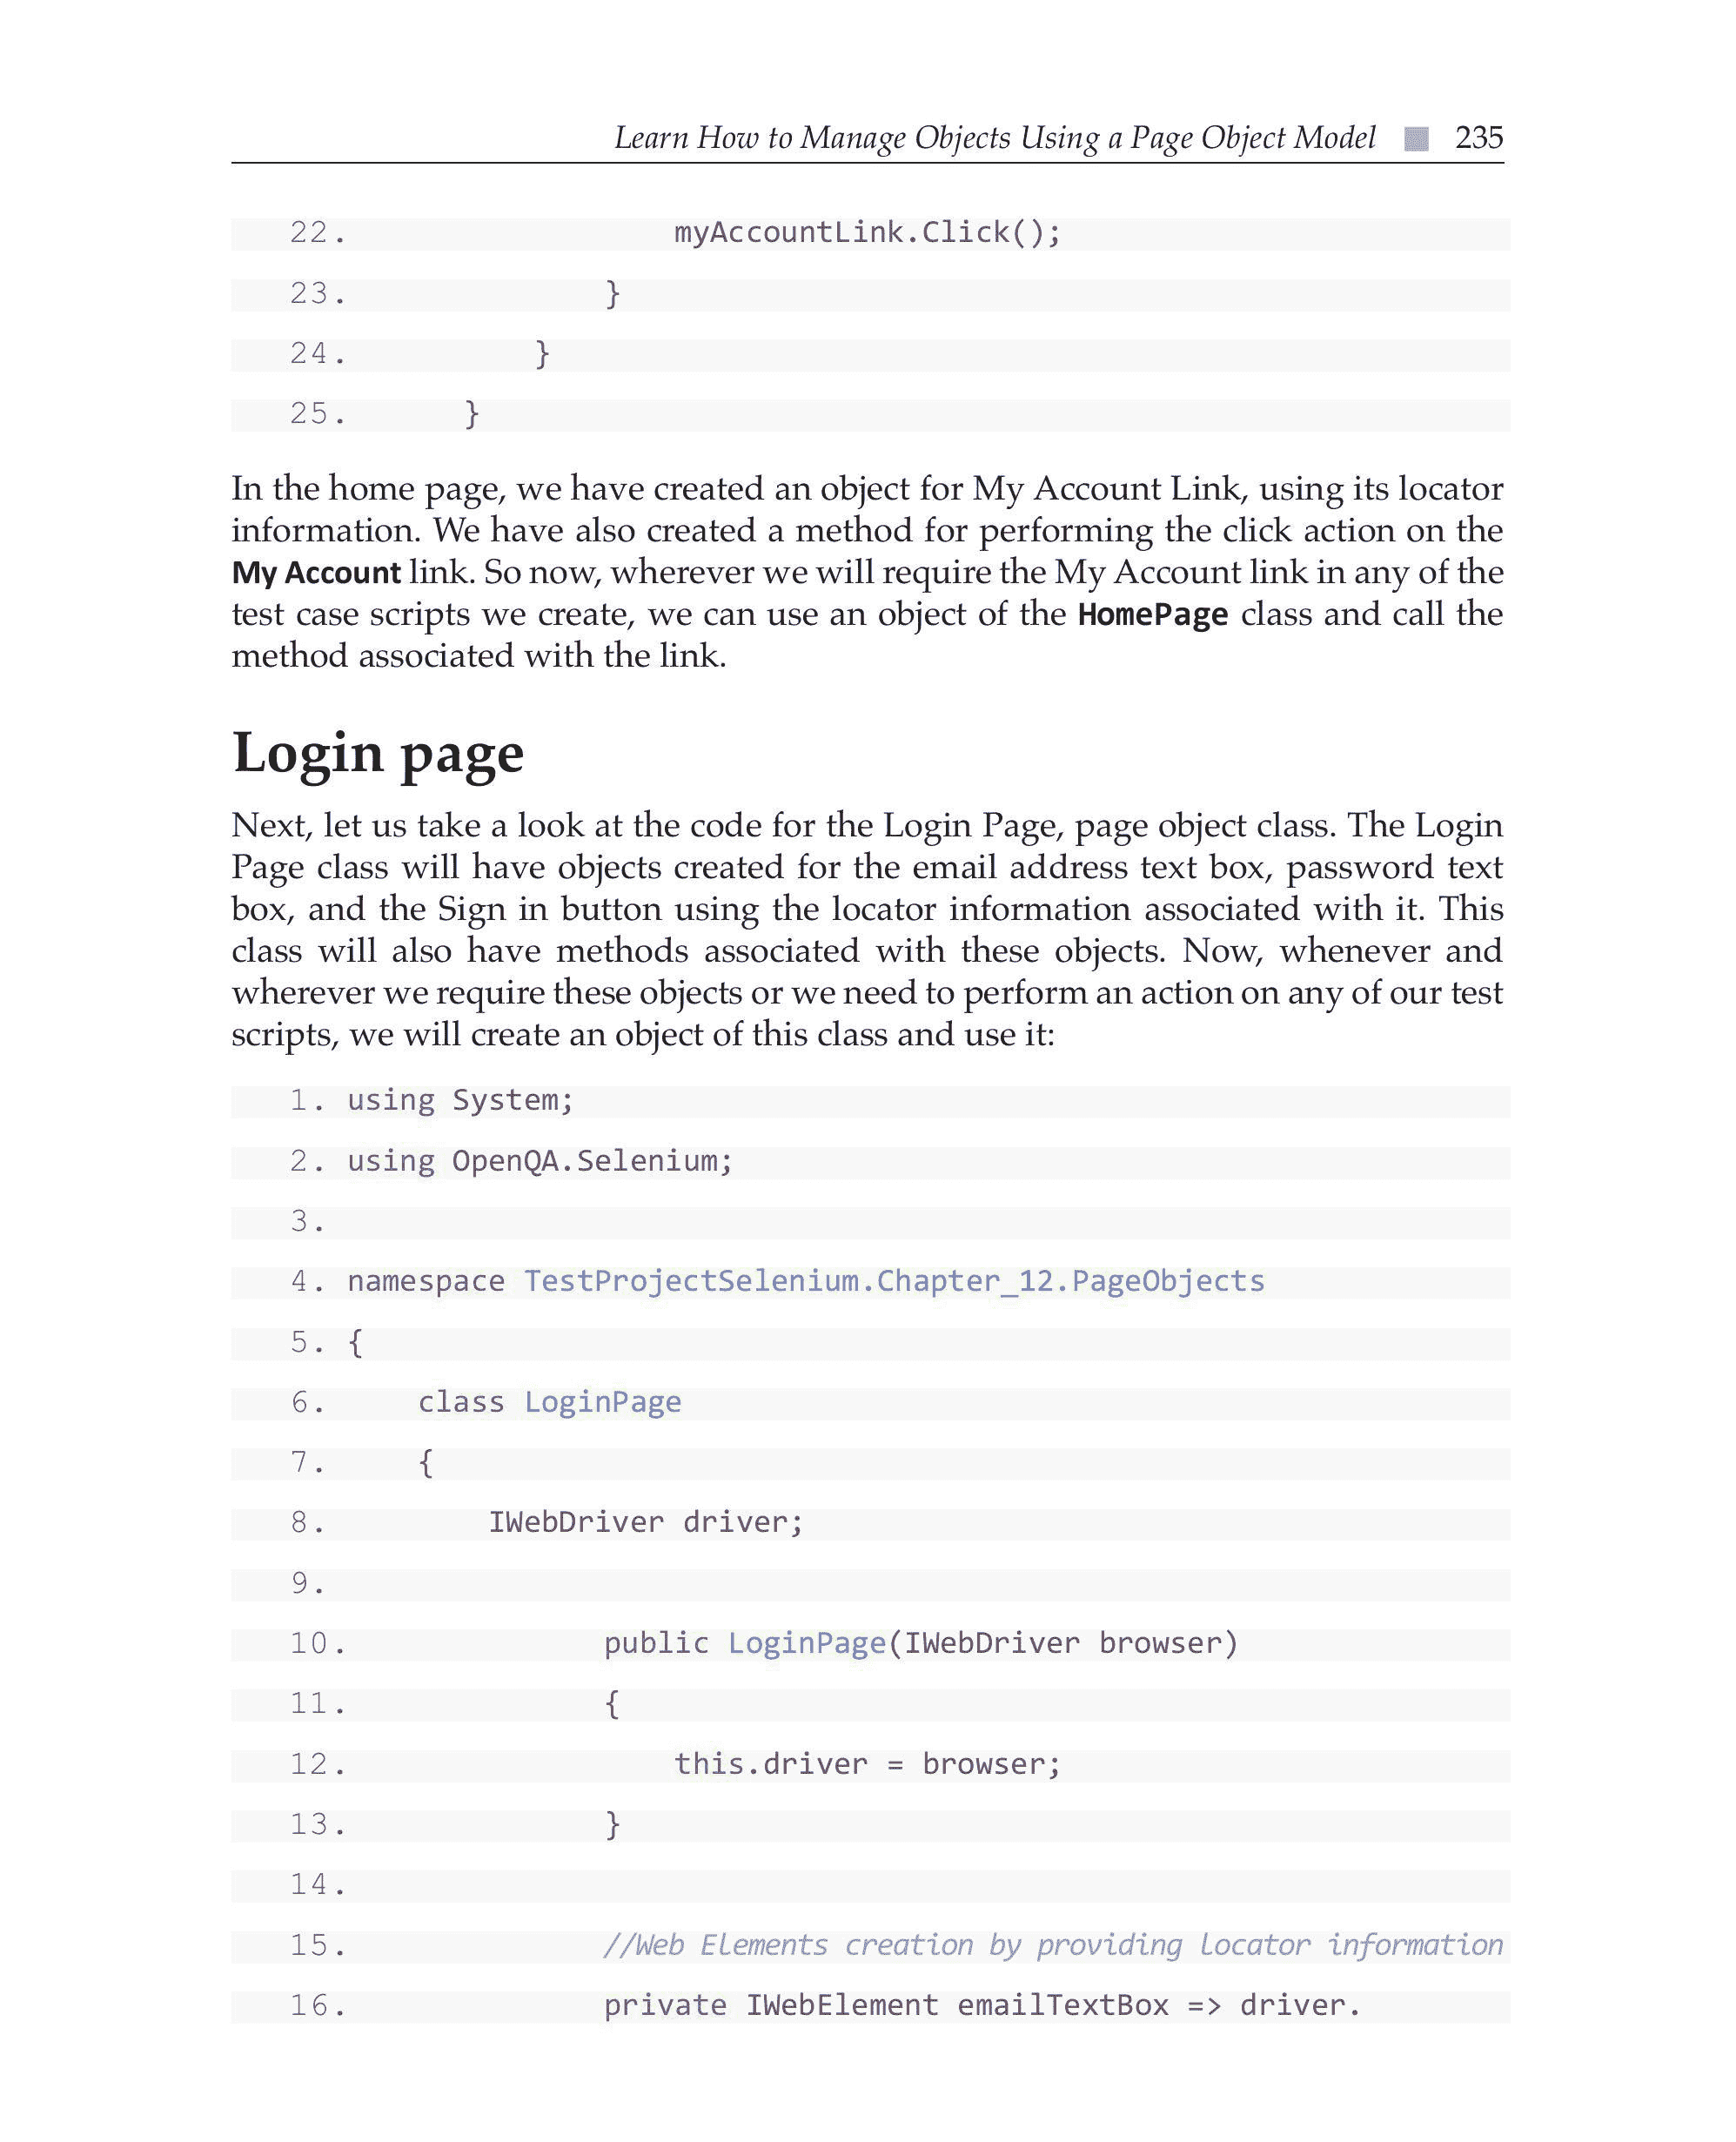 Learn How to Manage Objects Using a Page Object Model 235
22. myAccountLink.Click();
23. }
24. }
25. }
In the home page, we have created an object for My Account Link, using its locator
information. We have also created a method for performing the click action on the
My Account link. So now, wherever we will require the My Account link in any of the
test case scripts we create, we can use an object of the HomePage class and call the
method associated with the link.
Login page
Next, let us take a look at the code for the Login Page, page object class. The Login
Page class will have objects created for the email address text box, password text
box, and the Sign in button using the locator information associated with it. This
class will also have methods associated with these objects. Now, whenever and
wherever we require these objects or we need to perform an action on any of our test
scripts, we will create an object of this class and use it:
1. using System;
2. using OpenQA.Selenium;
3.
4. namespace TestProjectSelenium.Chapter_12.PageObjects
5. {
6. class LoginPage
7. {
8. IWebDriver driver;
9.
10. public LoginPage(IWebDriver browser)
11. {
12. this.driver = browser;
13. }
14.
15. //Web Elements creation by providing locator information
16. private IWebElement emailTextBox => driver.